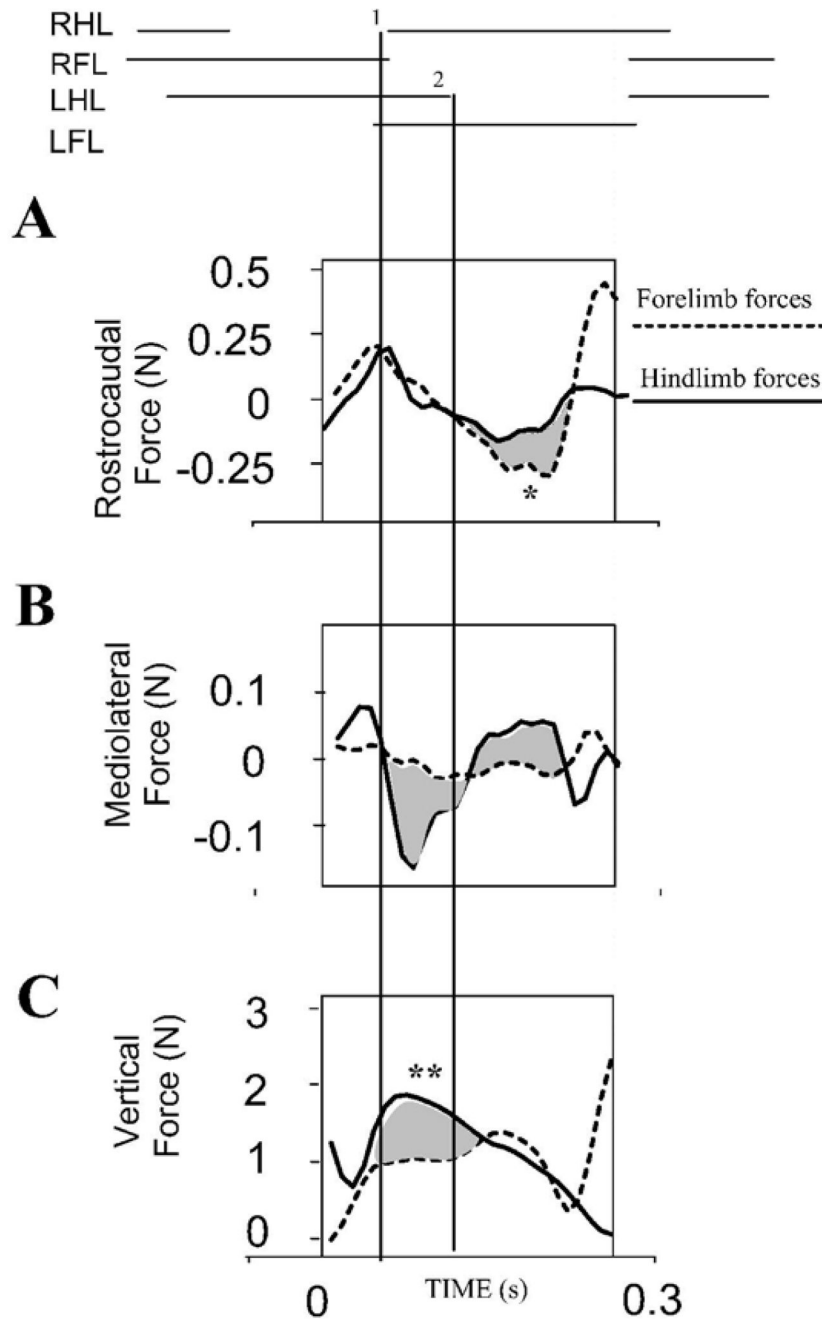 RHL
1
RFL
LHL
2
LFL
A
Rostrocaudal
Force (N)
0.5
0.25
0
-0.25
*
Forelimb forces
Hindlimb forces
B
Mediolateral
Force (N)
0.1
0
-0.1
C
Vertical
Force (N)
3
2
1
0
**
0
TIME (s)
0.3